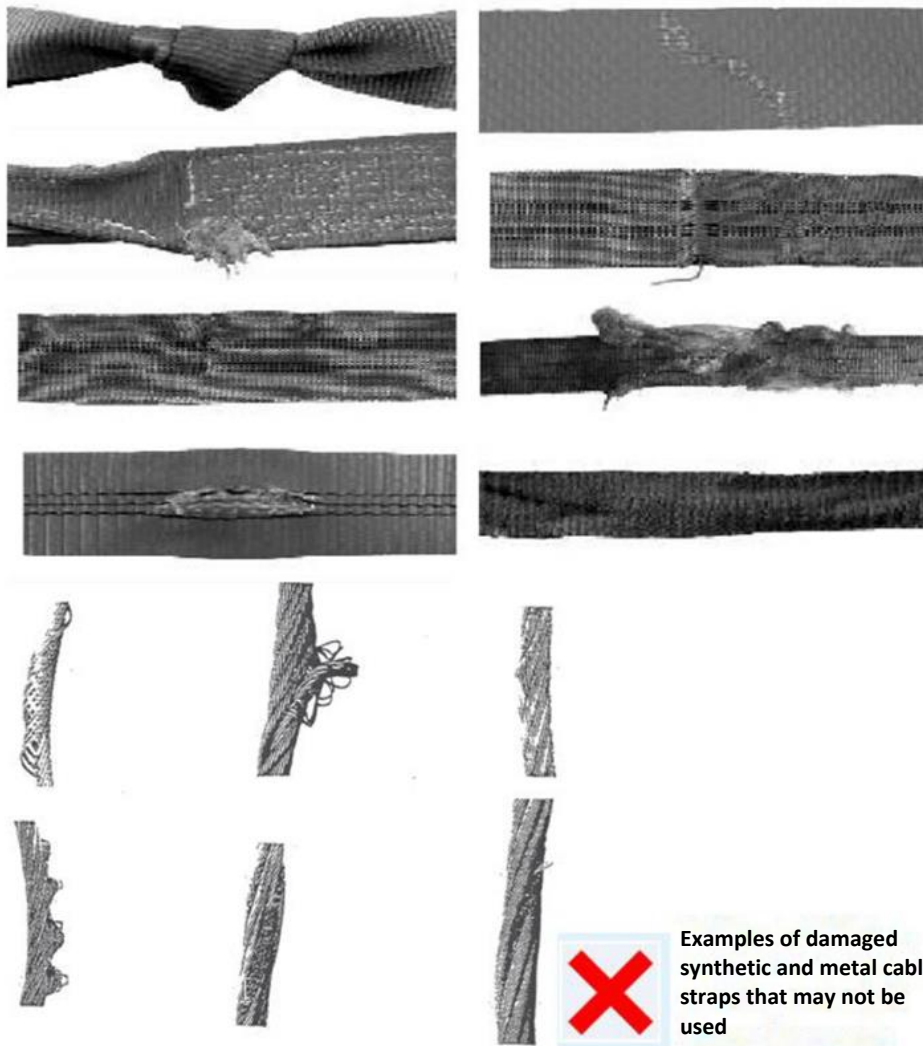 Examples of damaged
synthetic and metal cabl
straps that may not be
used